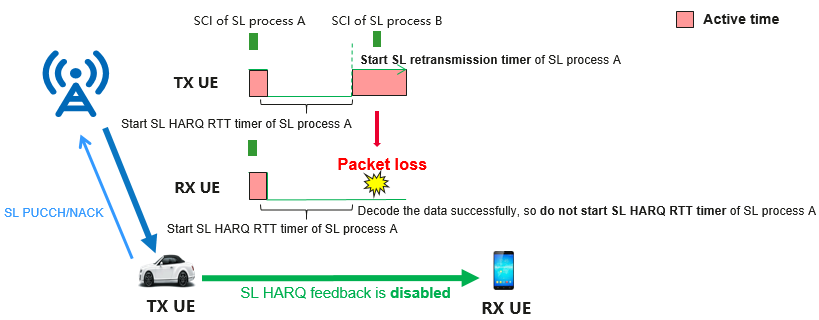 SCI of SL process A
SCI of SL process B
Active time
Start SL retransmission timer of SL process A
TX UE
Start SL HARQ RTT timer of SL process A
Packet loss
RX UE
Decode the data successfully, so do not start SL HARQ RTT timer of SL process A
SL PUCCH/NACK
Start SL HARQ RTT timer of SL process A
TX UE
SL HARQ feedback is disabled
RX UE